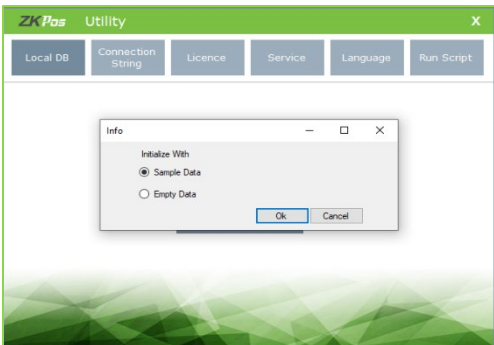 ZKPos Utility X
Local DB
Connection
String
Licence
Service
Language
Run Script
Info
Initialize With
Sample Data
Empty Data
Ok
Cancel